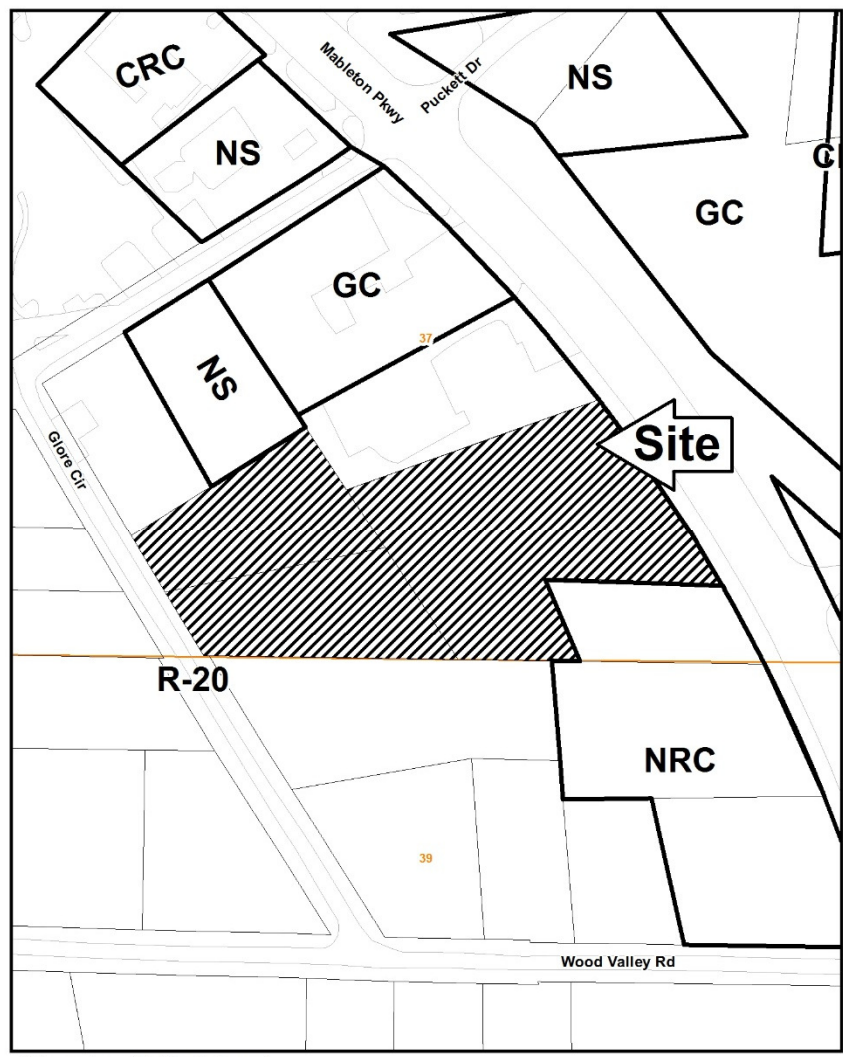 CRC
Mableton Pkwy
Puckett Dr
NS
NS
GC
GC
37
NS
Site
Glore Cir
R-20
NRC
39
Wood Valley Rd